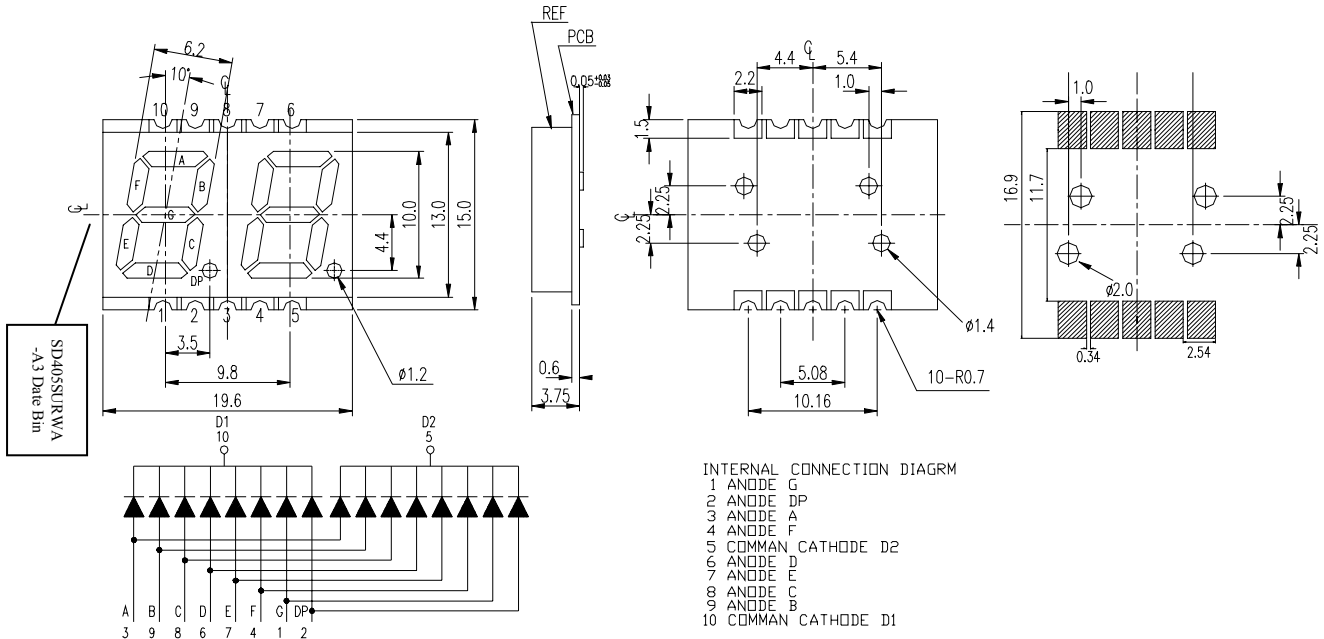 REF
PCB
6.2
10°
℄
10 9 8 7 6
A
F B
G
E C
D
DP
1 2 3 4 5
℄
4.4
10.0
13.0
15.0
3.5
9.8
19.6
ø1.2
SD405SURWA
-A3 Date Bin
0.6
3.75
℄
4.4 5.4
2.2 1.0
1.5
2.25
℄
2.25
ø1.4
5.08
10-R0.7
10.16
1.0
16.9
11.7
2.25
2.25
ø2.0
0.34
2.54
D1
10
D2
5
A B C D E F G DP
3 9 8 6 7 4 1 2
INTERNAL CONNECTION DIAGRM
1 ANODE G
2 ANODE DP
3 ANODE A
4 ANODE F
5 COMMAN CATHODE D2
6 ANODE D
7 ANODE E
8 ANODE C
9 ANODE B
10 COMMAN CATHODE D1